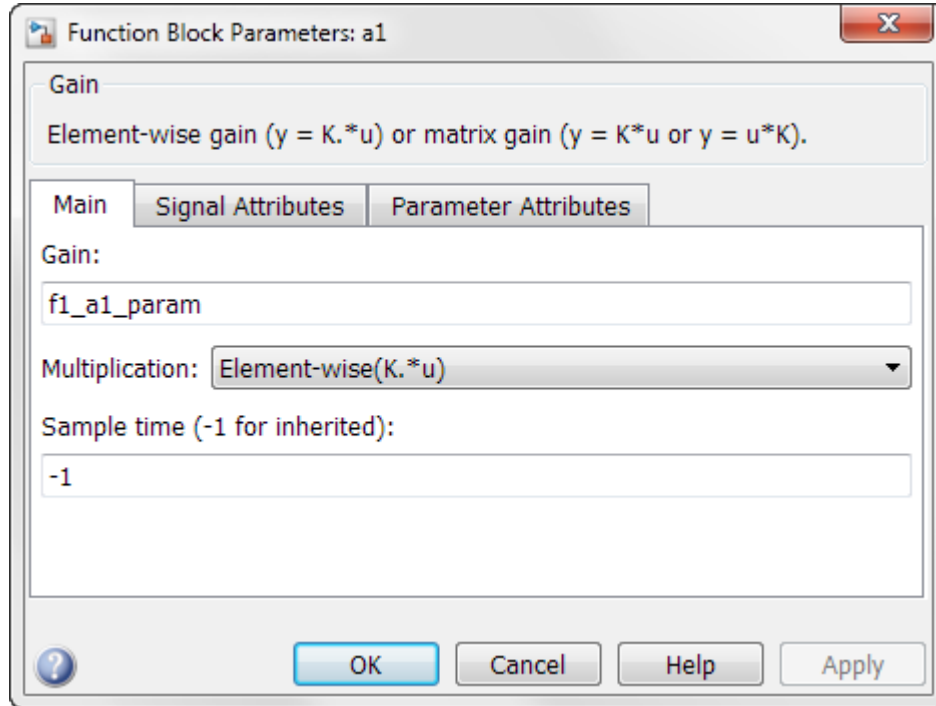 Function Block Parameters: a1
Gain
Element-wise gain (y = K.*u) or matrix gain (y = K*u or y = u*K).
Main Signal Attributes Parameter Attributes
Gain:
f1_a1_param
Multiplication: Element-wise(K.*u)
Sample time (-1 for inherited):
-1
? OK Cancel Help Apply